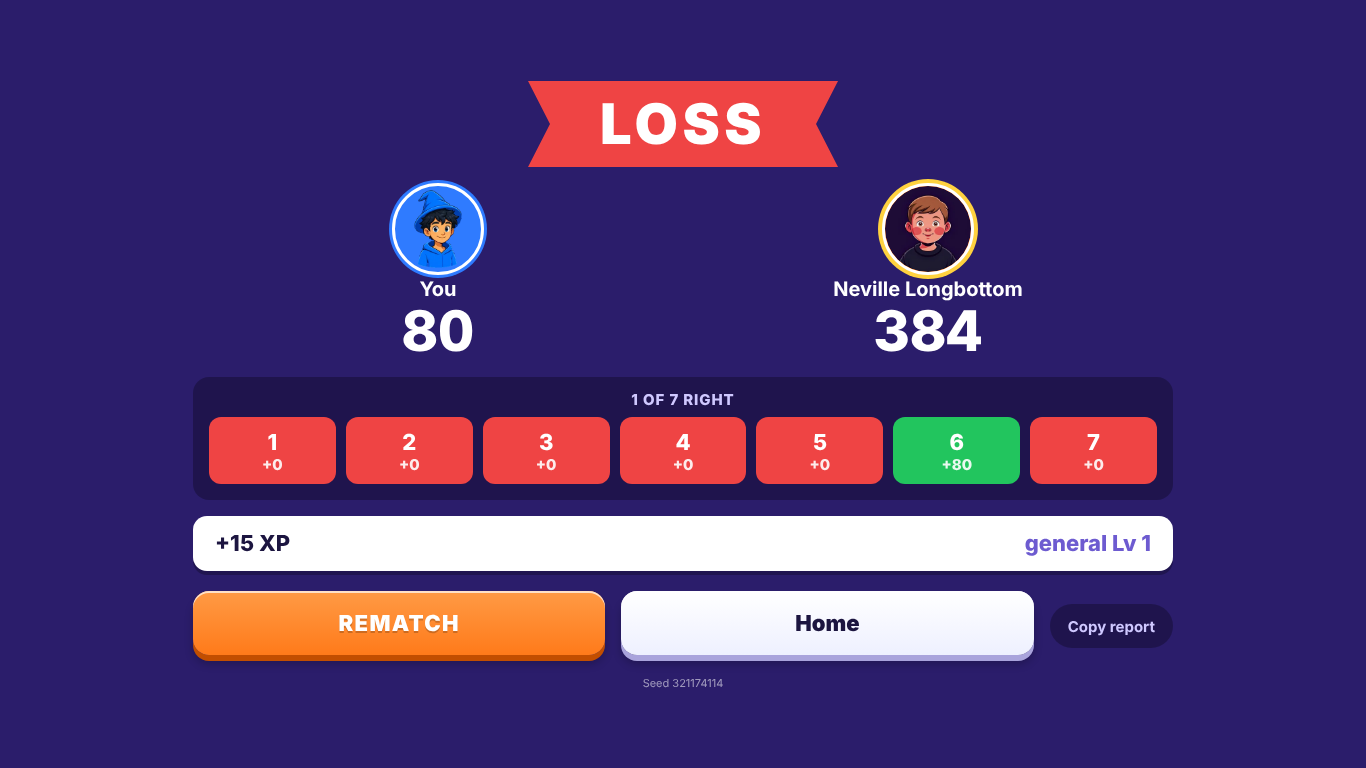 LOSS
You
Neville Longbottom
80
384
1 OF 7 RIGHT
1
+0
2
+0
3
+0
4
+0
5
+0
6
+80
7
+0
+15 XP
general Lv 1
REMATCH
Home
Copy report
Seed 321174114